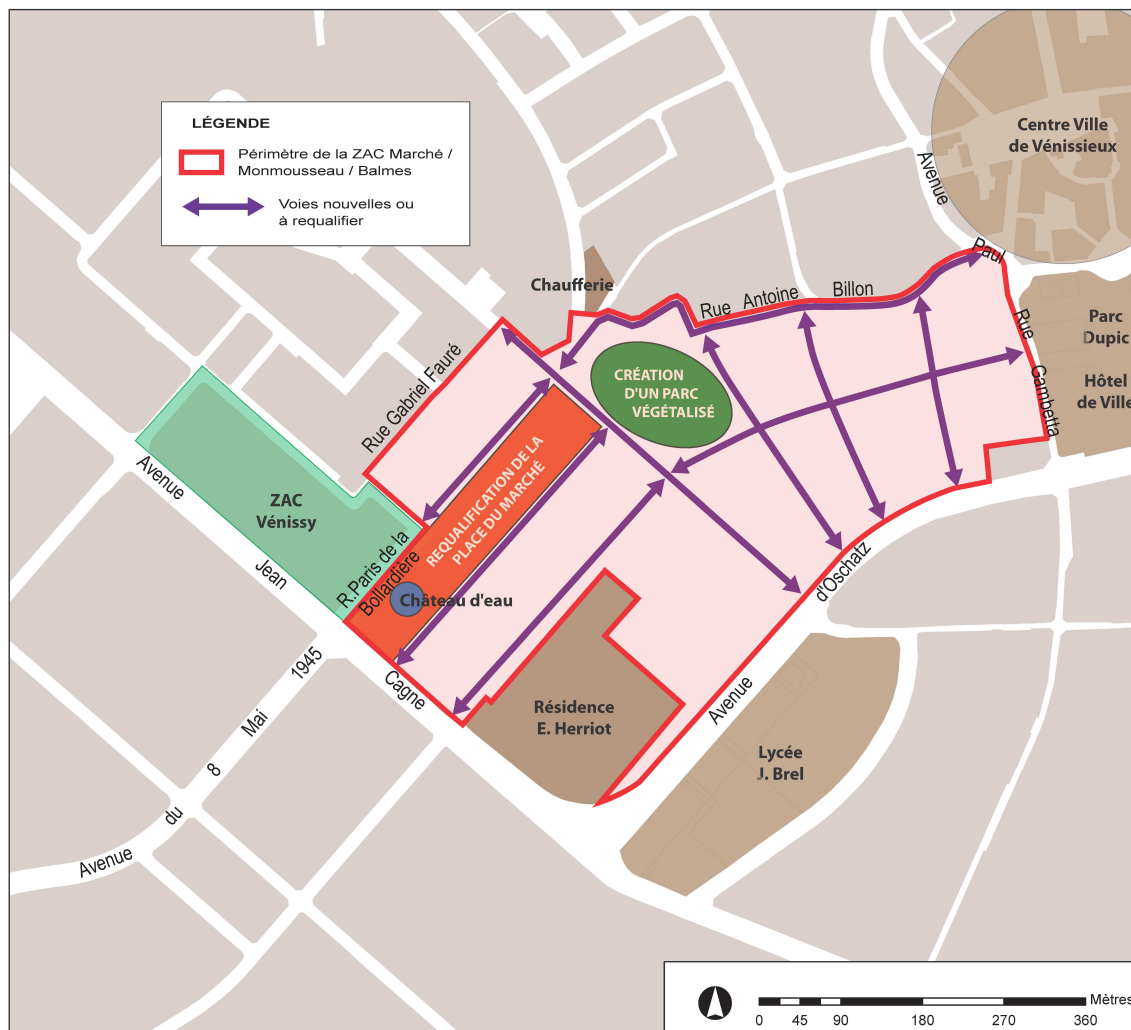 LÉGENDE
Périmètre de la ZAC Marché /
Monmousseau / Balmes
Voies nouvelles ou
à requalifier
Centre Ville
de Vénissieux
Avenue
Paul
Chaufferie
Rue Antoine Billon
Rue
Gambetta
Parc
Dupic
Hôtel
de Ville
Rue Gabriel Fauré
CRÉATION
D'UN PARC
VÉGÉTALISÉ
REQUALIFICATION DE LA
PLACE DU MARCHÉ
ZAC
Vénissy
R.Paris de la
Bollardière
Château d'eau
Avenue
Jean
Cagne
Avenue
d'Oschatz
Résidence
E. Herriot
Lycée
J. Brel
Avenue du 8 Mai 1945
Mètres
0 45 90 180 270 360